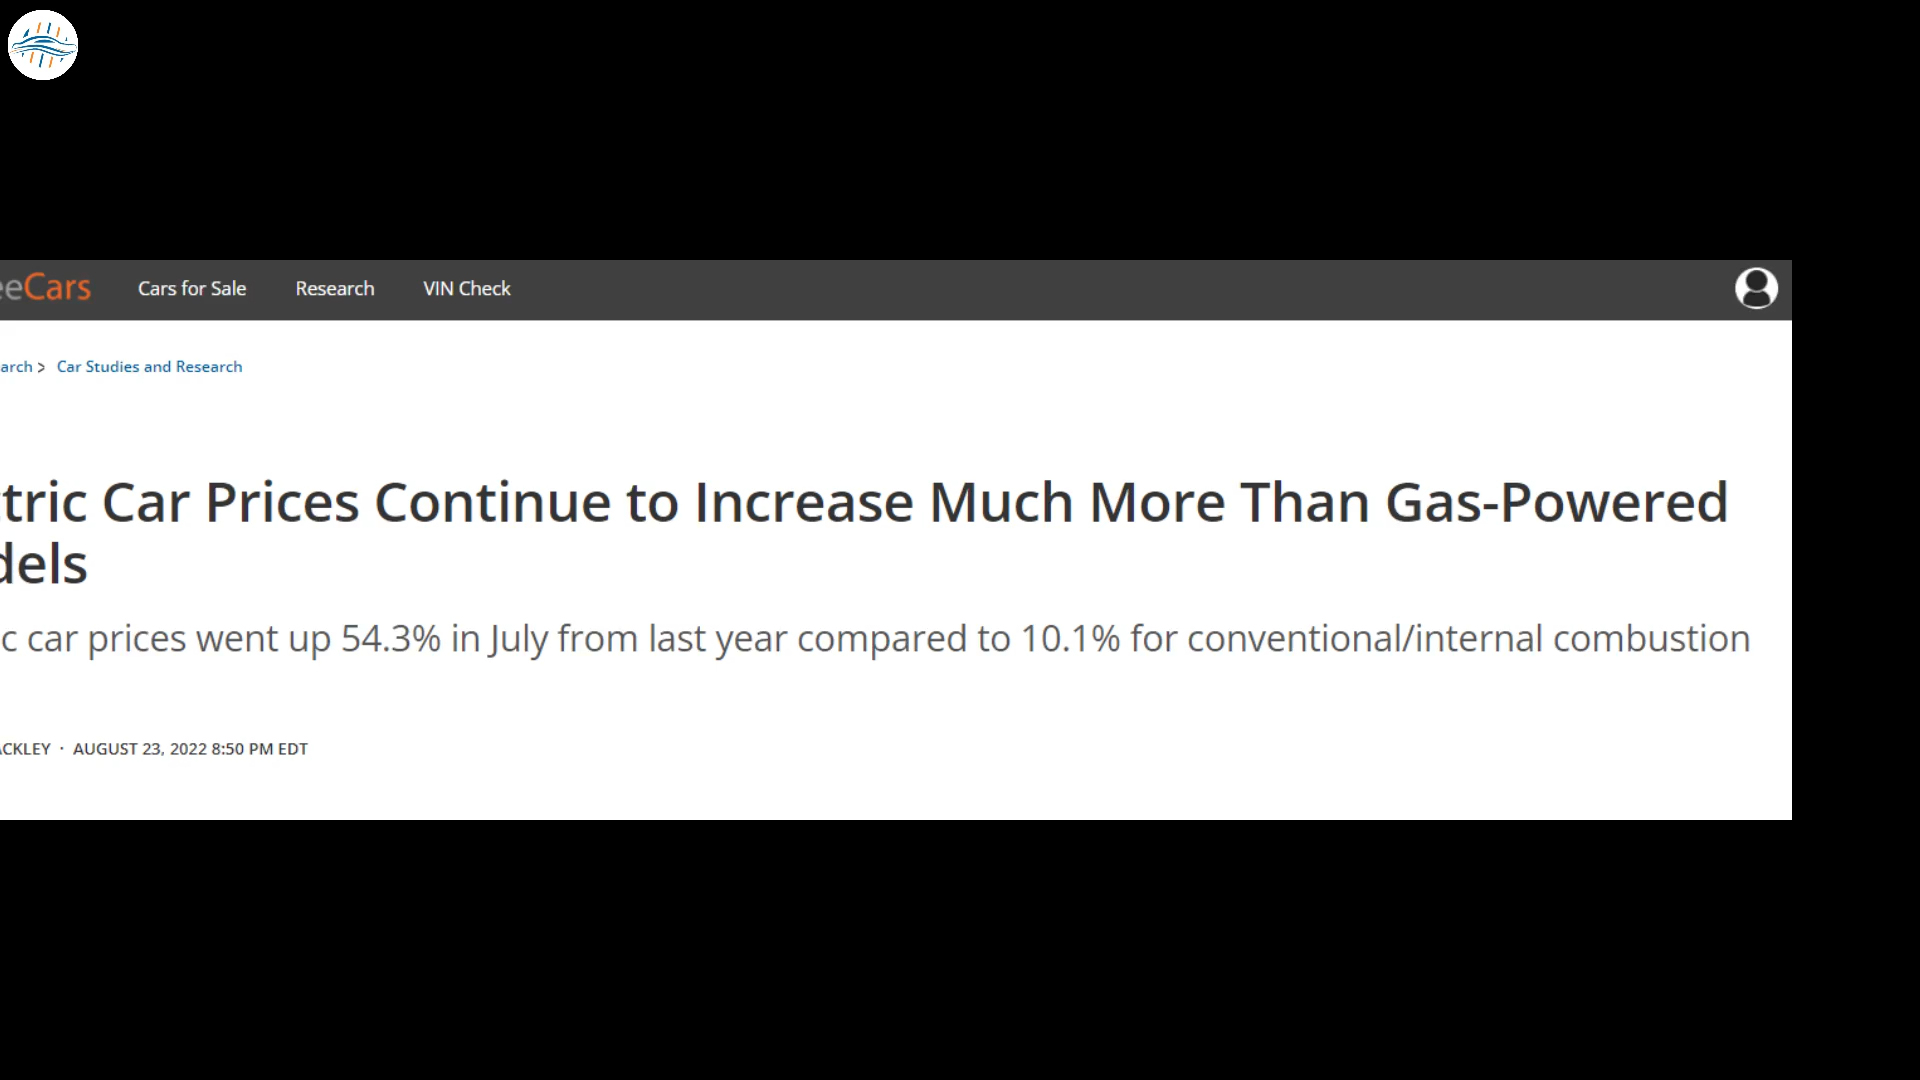 eeCars Cars for Sale Research VIN Check
arch > Car Studies and Research
tric Car Prices Continue to Increase Much More Than Gas-Powered
dels
c car prices went up 54.3% in July from last year compared to 10.1% for conventional/internal combustion
ACKLEY · AUGUST 23, 2022 8:50 PM EDT